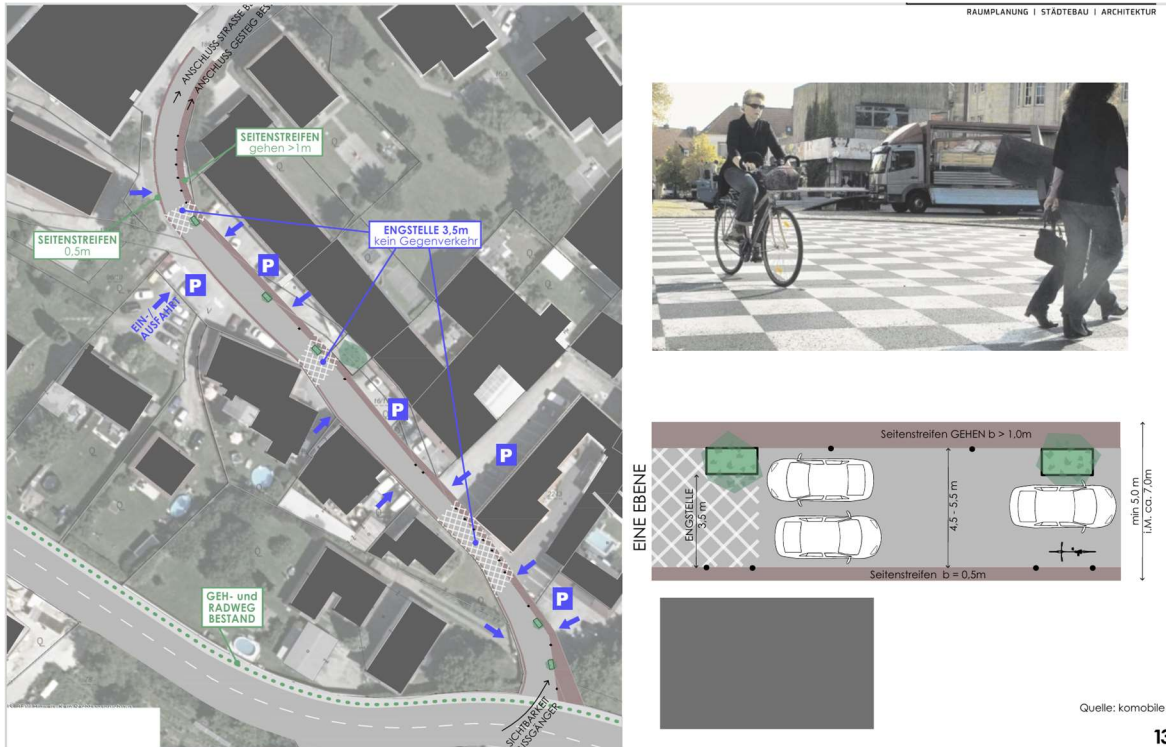 RAUMPLANUNG | STÄDTEBAU | ARCHITEKTUR
ANSCHLUSS STRASSE
ANSCHLUSS GESTEIG
SEITENSTREIFEN
gehen >1m
SEITENSTREIFEN
0,5m
ENGSTELLE 3,5m
kein Gegenverkehr
P
P
EIN-/
AUSFAHRT
P
P
P
GEH- und
RADWEG
BESTAND
SICHTBARKEIT
EINE EBENE
Seitenstreifen GEHEN b > 1,0m
ENGSTELLE
3,5 m
4,5 - 5,5 m
Seitenstreifen b = 0,5m
min 5,0 m
i.M. ca. 7,0m
Quelle: komobile
13